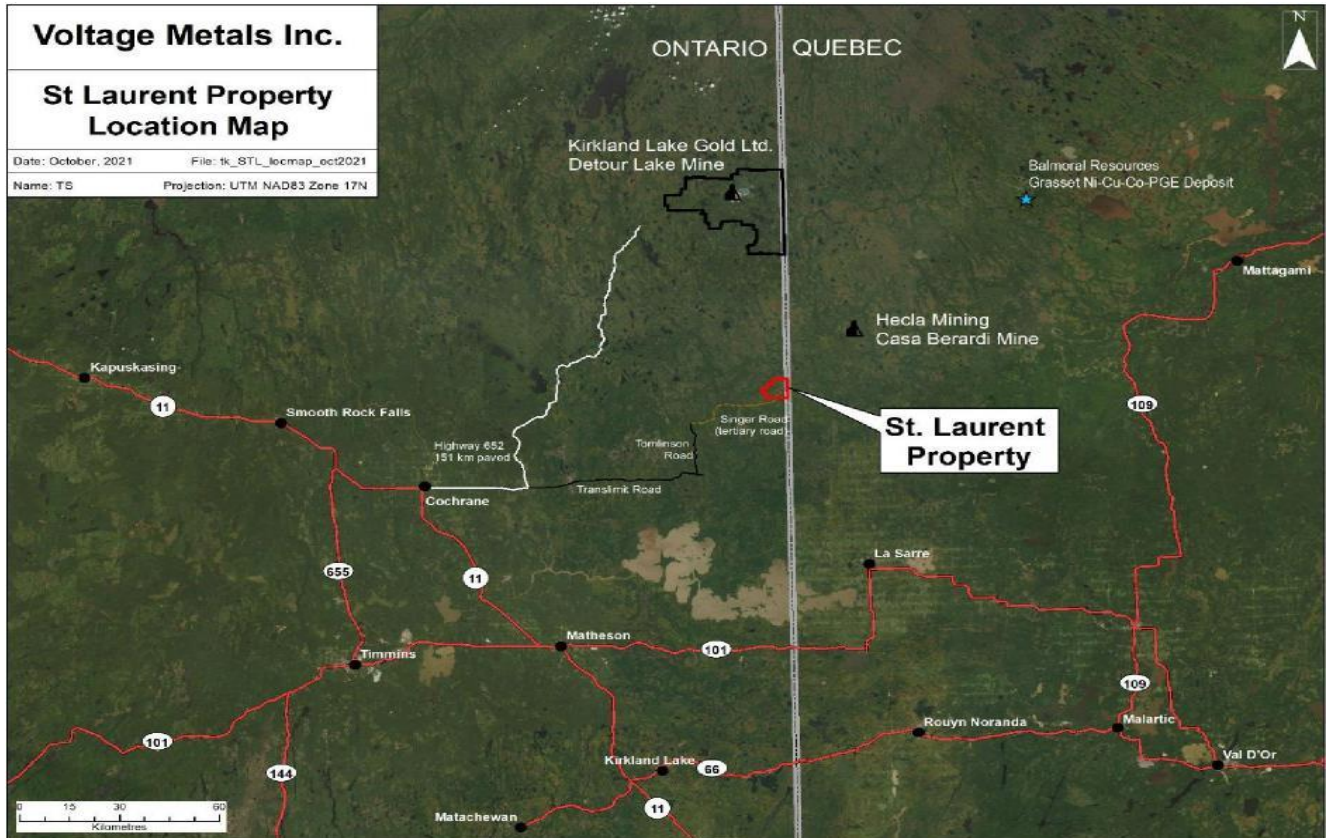 Voltage Metals Inc.
St Laurent Property
Location Map
Date: October, 2021 File: tk_STL_locmap_oct2021
Name: TS Projection: UTM NAD83 Zone 17N
ONTARIO QUEBEC
N
Kirkland Lake Gold Ltd.
Detour Lake Mine
Balmoral Resources
Grasset Ni-Cu-Co-PGE Deposit
Mattagami
Hecla Mining
Casa Berardi Mine
Kapuskasing
11
Smooth Rock Falls
109
Singer Road
(tertiary road)
St. Laurent
Property
Highway 652
151 km paved
Tomlinson
Road
Cochrane
Translimit Road
La Sarre
655
11
Matheson
101
Timmins
109
101
Rouyn Noranda
Malartic
144
Kirkland Lake
66
Val D'Or
11
Matachewan
0 15 30 60
Kilometres